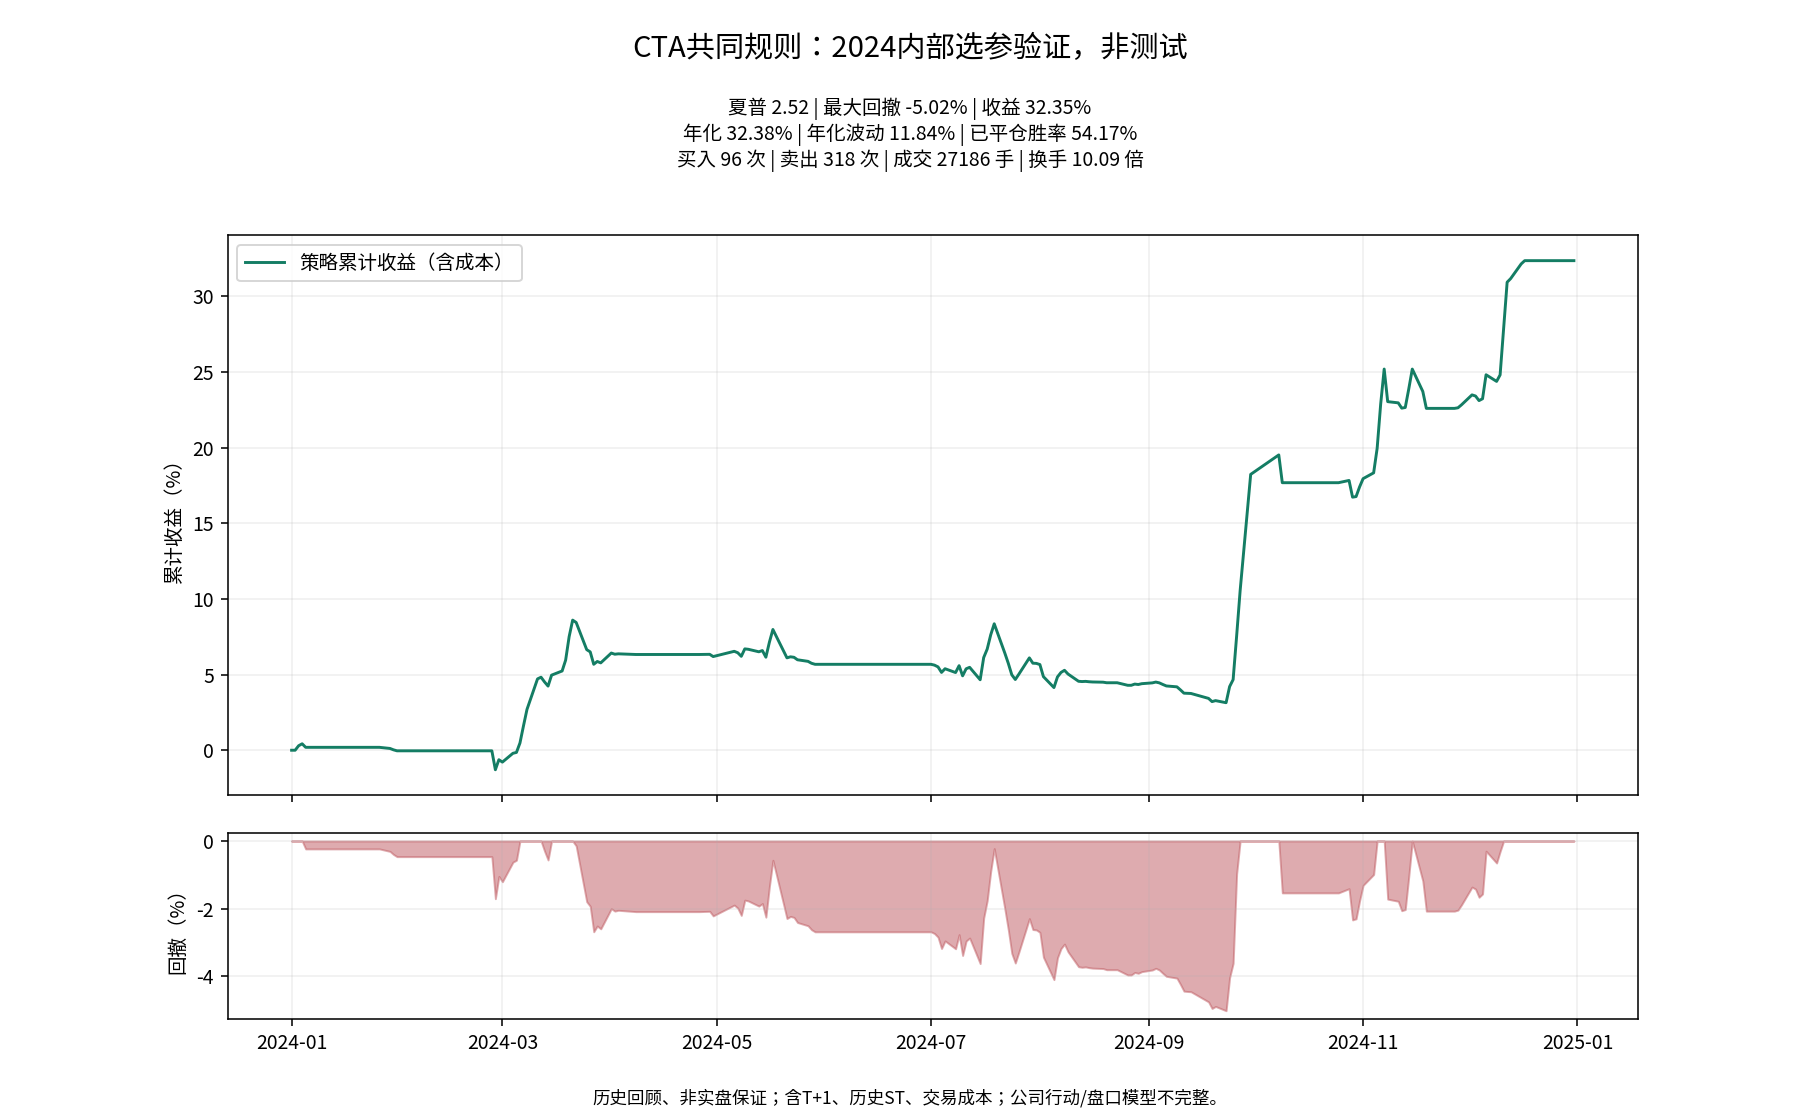 CTA共同规则：2024内部选参验证，非测试
夏普 2.52 | 最大回撤 -5.02% | 收益 32.35%
年化 32.38% | 年化波动 11.84% | 已平仓胜率 54.17%
买入 96 次 | 卖出 318 次 | 成交 27186 手 | 换手 10.09 倍
策略累计收益（含成本）
累计收益（%）
30
25
20
15
10
5
0
回撤（%）
0
-2
-4
2024-01
2024-03
2024-05
2024-07
2024-09
2024-11
2025-01
历史回顾、非实盘保证；含T+1、历史ST、交易成本；公司行动/盘口模型不完整。